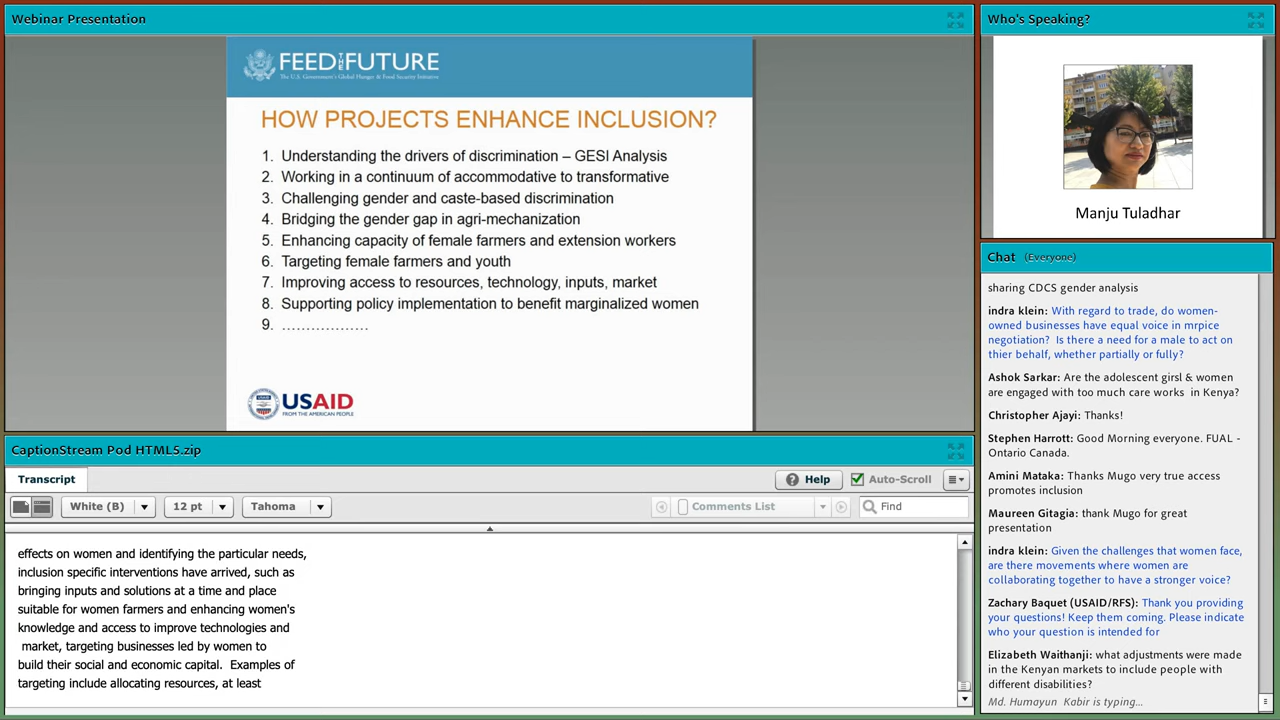 Webinar Presentation
FEED THE FUTURE
The U.S. Government's Global Hunger & Food Security Initiative
HOW PROJECTS ENHANCE INCLUSION?
1. Understanding the drivers of discrimination – GESI Analysis
2. Working in a continuum of accommodative to transformative
3. Challenging gender and caste-based discrimination
4. Bridging the gender gap in agri-mechanization
5. Enhancing capacity of female farmers and extension workers
6. Targeting female farmers and youth
7. Improving access to resources, technology, inputs, market
8. Supporting policy implementation to benefit marginalized women
9. ………………
USAID
FROM THE AMERICAN PEOPLE
CaptionStream Pod HTML5.zip
Transcript
Help
Auto-Scroll
White (B)
12 pt
Tahoma
Comments List
Find
effects on women and identifying the particular needs,
inclusion specific interventions have arrived, such as
bringing inputs and solutions at a time and place
suitable for women farmers and enhancing women's
knowledge and access to improve technologies and
market, targeting businesses led by women to
build their social and economic capital.  Examples of
targeting include allocating resources, at least
Who's Speaking?
Manju Tuladhar
Chat (Everyone)
sharing CDCS gender analysis
indra klein: With regard to trade, do women-
owned businesses have equal voice in mrpice
negotiation?  Is there a need for a male to act on
thier behalf, whether partially or fully?
Ashok Sarkar: Are the adolescent girsl & women
are engaged with too much care works  in Kenya?
Christopher Ajayi: Thanks!
Stephen Harrott: Good Morning everyone. FUAL -
Ontario Canada.
Amini Mataka: Thanks Mugo very true access
promotes inclusion
Maureen Gitagia: thank Mugo for great
presentation
indra klein: Given the challenges that women face,
are there movements where women are
collaborating together to have a stronger voice?
Zachary Baquet (USAID/RFS): Thank you providing
your questions! Keep them coming. Please indicate
who your question is intended for
Elizabeth Waithanji: what adjustments were made
in the Kenyan markets to include people with
different disabilities?
Md. Humayun  Kabir is typing...